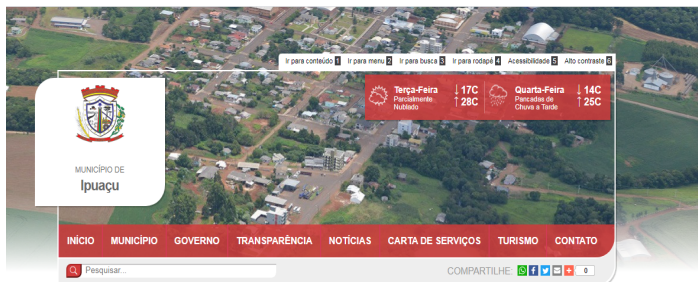 Ir para conteúdo 1 Ir para menu 2 Ir para busca 3 Ir para rodapé 4 Acessibilidade 5 Alto contraste 6
Terça-Feira ↓17C
Parcialmente Nublado ↑28C
Quarta-Feira ↓14C
Pancadas de Chuva a Tarde ↑25C
MUNICÍPIO DE
Ipuaçu
INÍCIO MUNICÍPIO GOVERNO TRANSPARÊNCIA NOTÍCIAS CARTA DE SERVIÇOS TURISMO CONTATO
Pesquisar... COMPARTILHE: 0